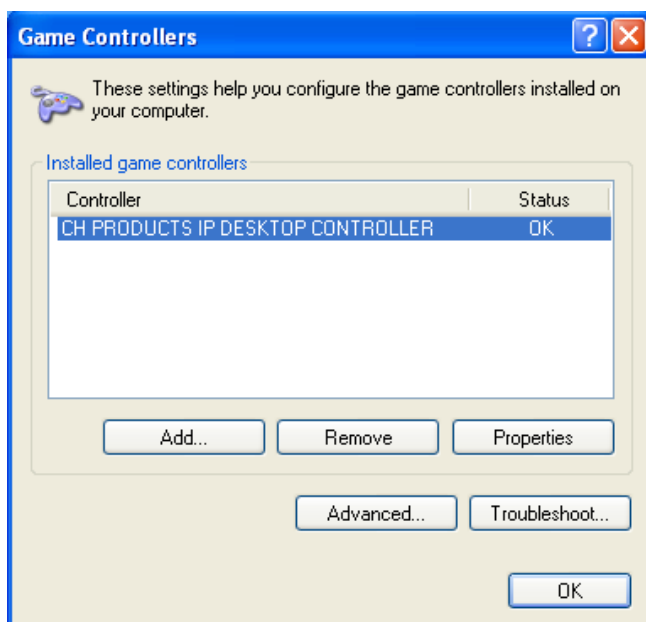 Game Controllers
?
These settings help you configure the game controllers installed on
your computer.
Installed game controllers
Controller Status
CH PRODUCTS IP DESKTOP CONTROLLER OK
Add... Remove Properties
Advanced... Troubleshoot...
OK